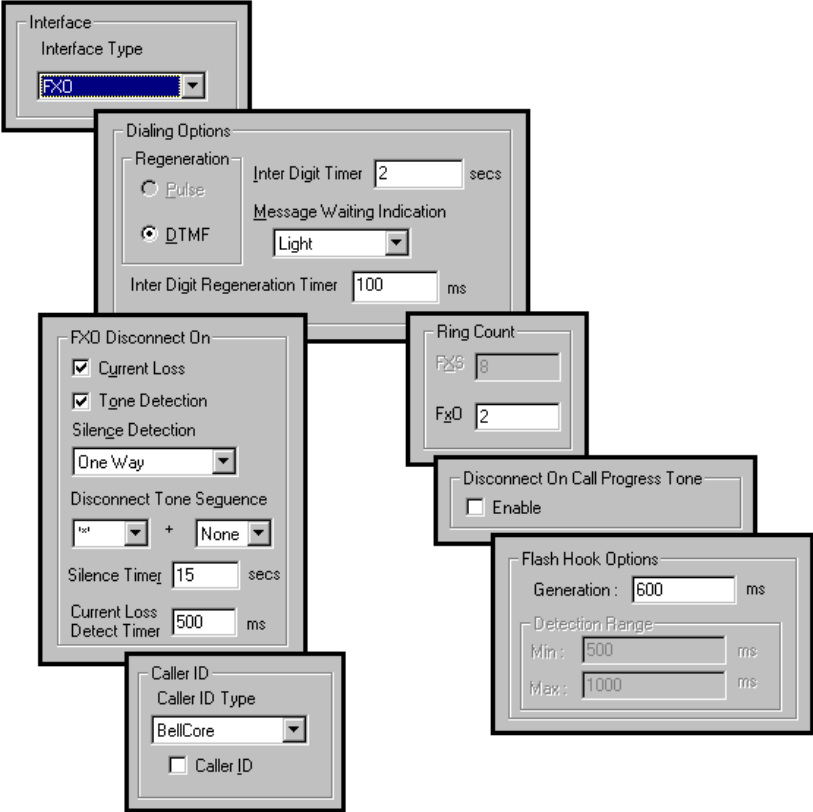 Interface
Interface Type
FXO
Dialing Options
Regeneration
Pulse
DTMF
Inter Digit Timer 2 secs
Message Waiting Indication
Light
Inter Digit Regeneration Timer 100 ms
FXO Disconnect On
Current Loss
Tone Detection
Silence Detection
One Way
Disconnect Tone Seguence
'*' + None
Silence Timer 15 secs
Current Loss
Detect Timer 500 ms
Ring Count
FXS 8
FxO 2
Disconnect On Call Progress Tone
Enable
Flash Hook Options
Generation : 600 ms
Detection Range
Min : 500 ms
Max : 1000 ms
Caller ID
Caller ID Type
BellCore
Caller ID